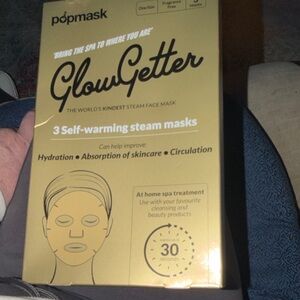 popmask
One Size
Fragrance Free
'BRING THE SPA TO WHERE YOU ARE'
GlowGetter
THE WORLD'S KINDEST STEAM FACE MASK
3 Self-warming steam masks
Can help improve
Hydration • Absorption of skincare • Circulation
At home spa treatment
Use with your favourite
cleansing and
beauty products
30